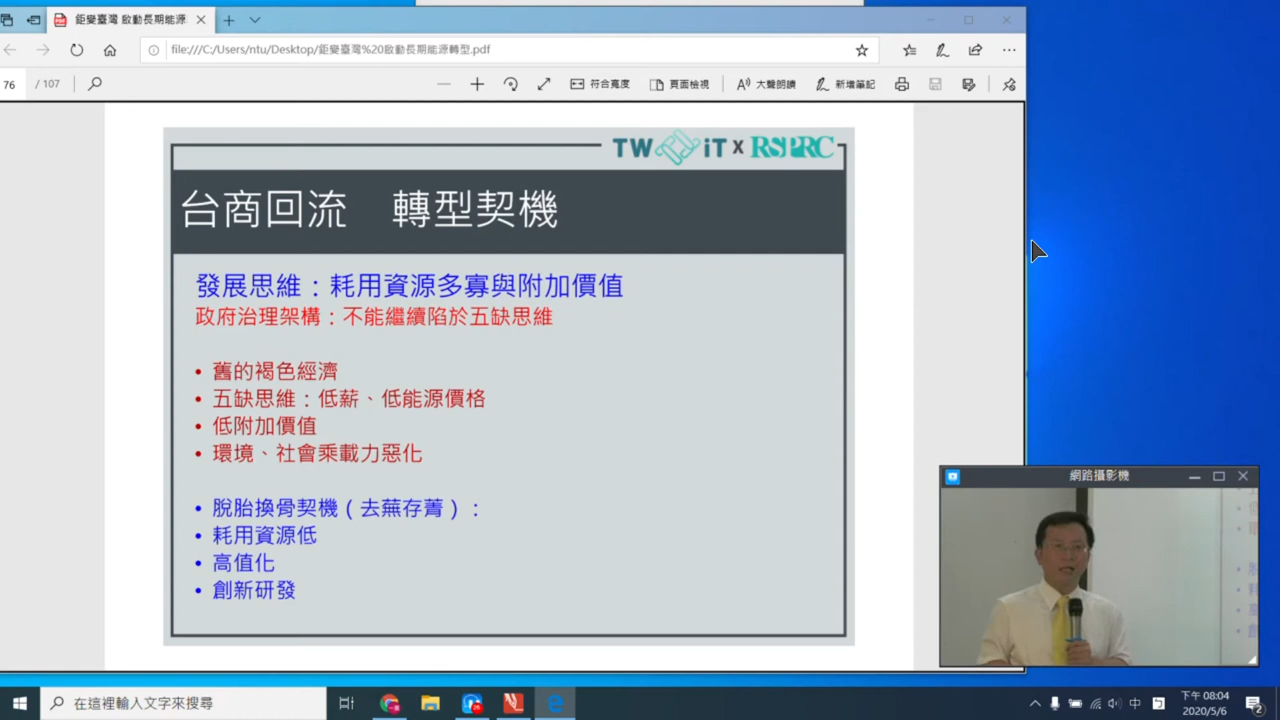 鉅變臺灣 啟動長期能源
file:///C:/Users/ntu/Desktop/鉅變臺灣%20啟動長期能源轉型.pdf
76 / 107
符合寬度 頁面檢視 大聲朗讀 新增筆記
TW iT x RSPRC
台商回流 轉型契機
發展思維：耗用資源多寡與附加價值
政府治理架構：不能繼續陷於五缺思維
• 舊的褐色經濟
• 五缺思維：低薪、低能源價格
• 低附加價值
• 環境、社會乘載力惡化
• 脫胎換骨契機（去蕪存菁）：
• 耗用資源低
• 高值化
• 創新研發
網路攝影機
在這裡輸入文字來搜尋
中
下午 08:04
2020/5/6
2